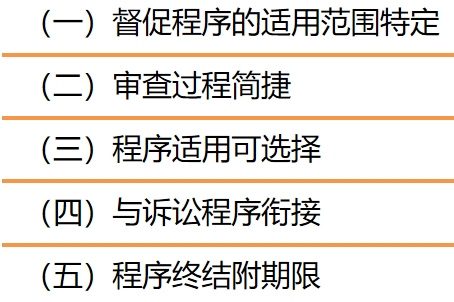 （一）督促程序的适用范围特定
（二）审查过程简捷
（三）程序适用可选择
（四）与诉讼程序衔接
（五）程序终结附期限